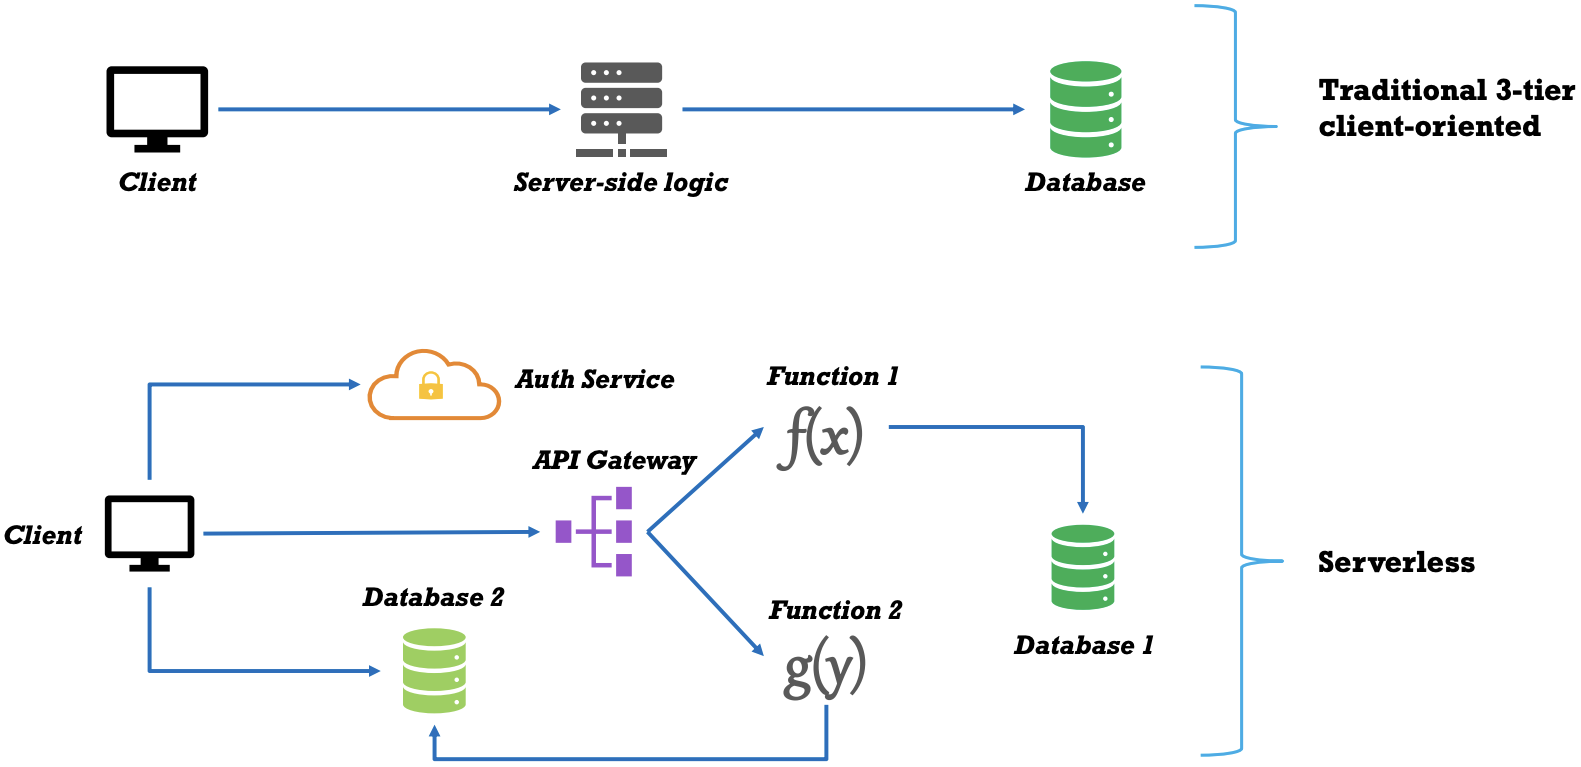 Traditional 3-tier
client-oriented
Client
Server-side logic
Database
Function 1
Auth Service
f(x)
API Gateway
Client
Serverless
Database 2
Function 2
Database 1
g(y)